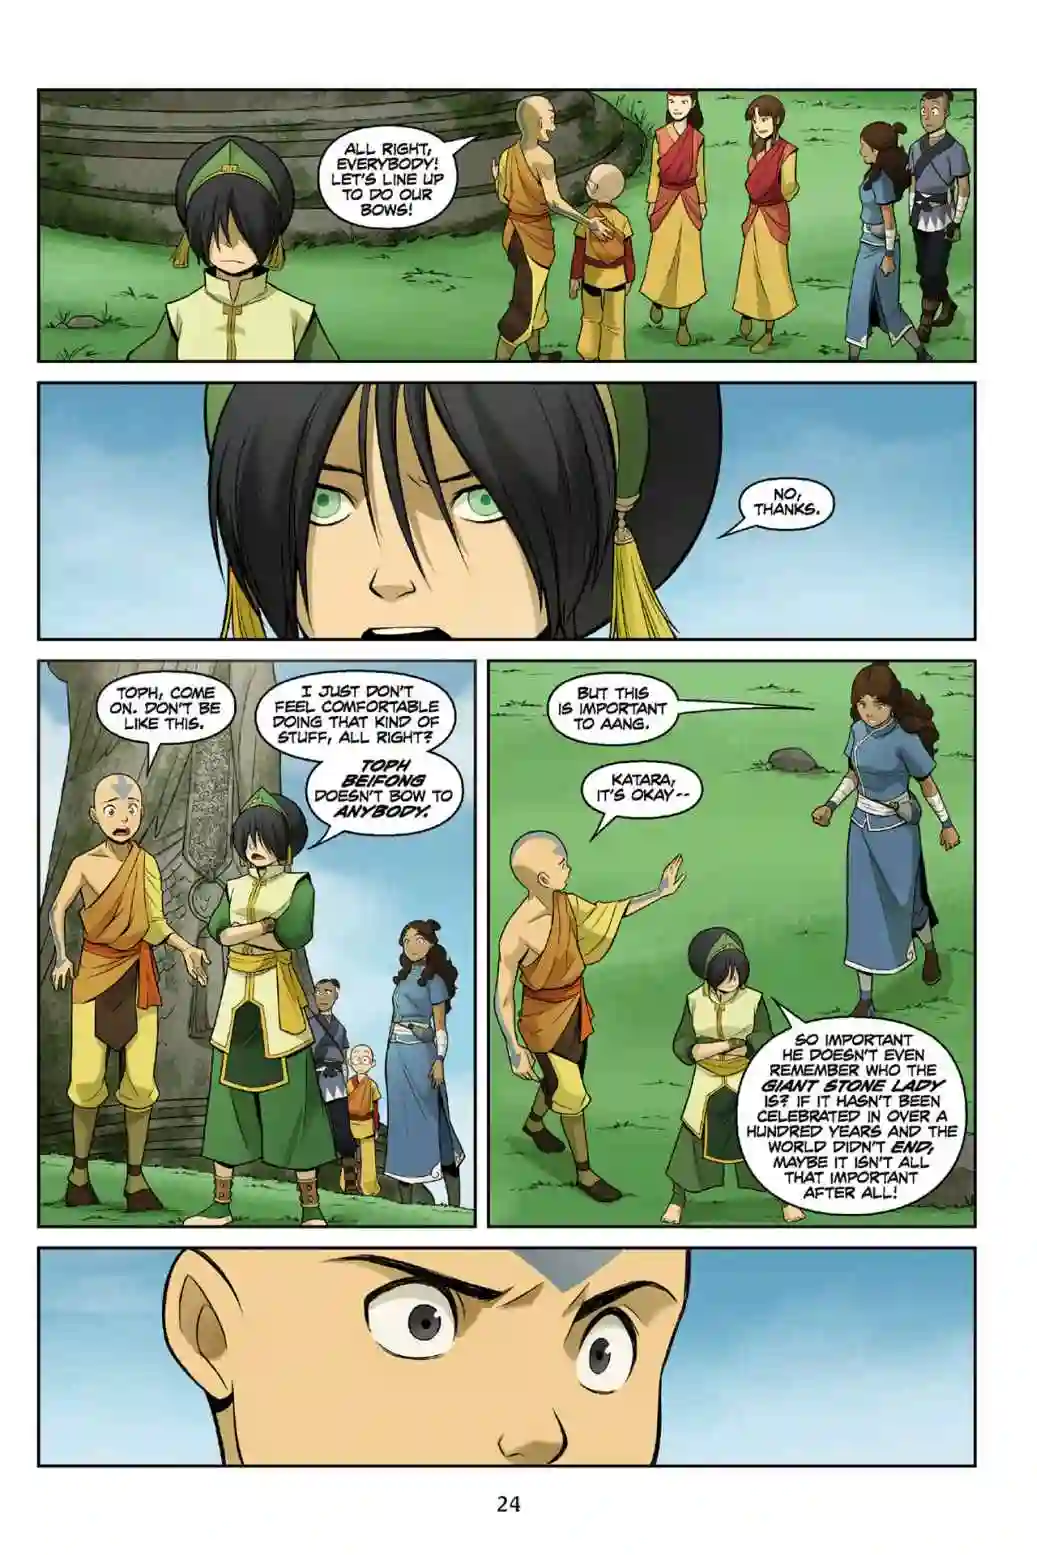 ALL RIGHT,
EVERYBODY!
LET'S LINE UP
TO DO OUR
BOWS!
NO,
THANKS.
TOPH, COME
ON. DON'T BE
LIKE THIS.
I JUST DON'T
FEEL COMFORTABLE
DOING THAT KIND OF
STUFF, ALL RIGHT?
TOPH
BEIFONG
DOESN'T BOW TO
ANYBODY.
BUT THIS
IS IMPORTANT
TO AANG.
KATARA,
IT'S OKAY--
SO IMPORTANT
HE DOESN'T EVEN
REMEMBER WHO THE
GIANT STONE LADY
IS? IF IT HASN'T BEEN
CELEBRATED IN OVER A
HUNDRED YEARS AND THE
WORLD DIDN'T END,
MAYBE IT ISN'T ALL
THAT IMPORTANT
AFTER ALL!
24